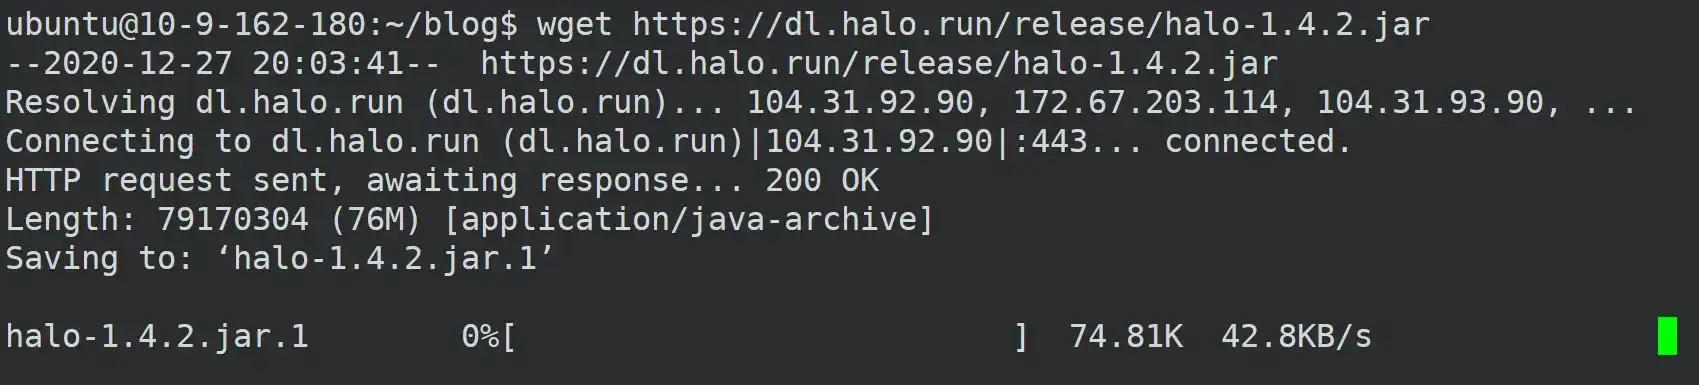 ubuntu@10-9-162-180:~/blog$ wget https://dl.halo.run/release/halo-1.4.2.jar
--2020-12-27 20:03:41--  https://dl.halo.run/release/halo-1.4.2.jar
Resolving dl.halo.run (dl.halo.run)... 104.31.92.90, 172.67.203.114, 104.31.93.90, ...
Connecting to dl.halo.run (dl.halo.run)|104.31.92.90|:443... connected.
HTTP request sent, awaiting response... 200 OK
Length: 79170304 (76M) [application/java-archive]
Saving to: ‘halo-1.4.2.jar.1’
halo-1.4.2.jar.1        0%[                          ]  74.81K  42.8KB/s